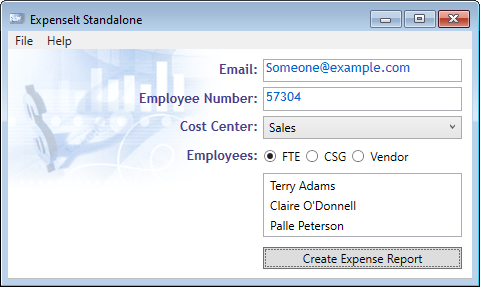 ExpenseIt Standalone
File Help
Email: Someone@example.com
Employee Number: 57304
Cost Center: Sales
Employees: FTE CSG Vendor
Terry Adams
Claire O'Donnell
Palle Peterson
Create Expense Report